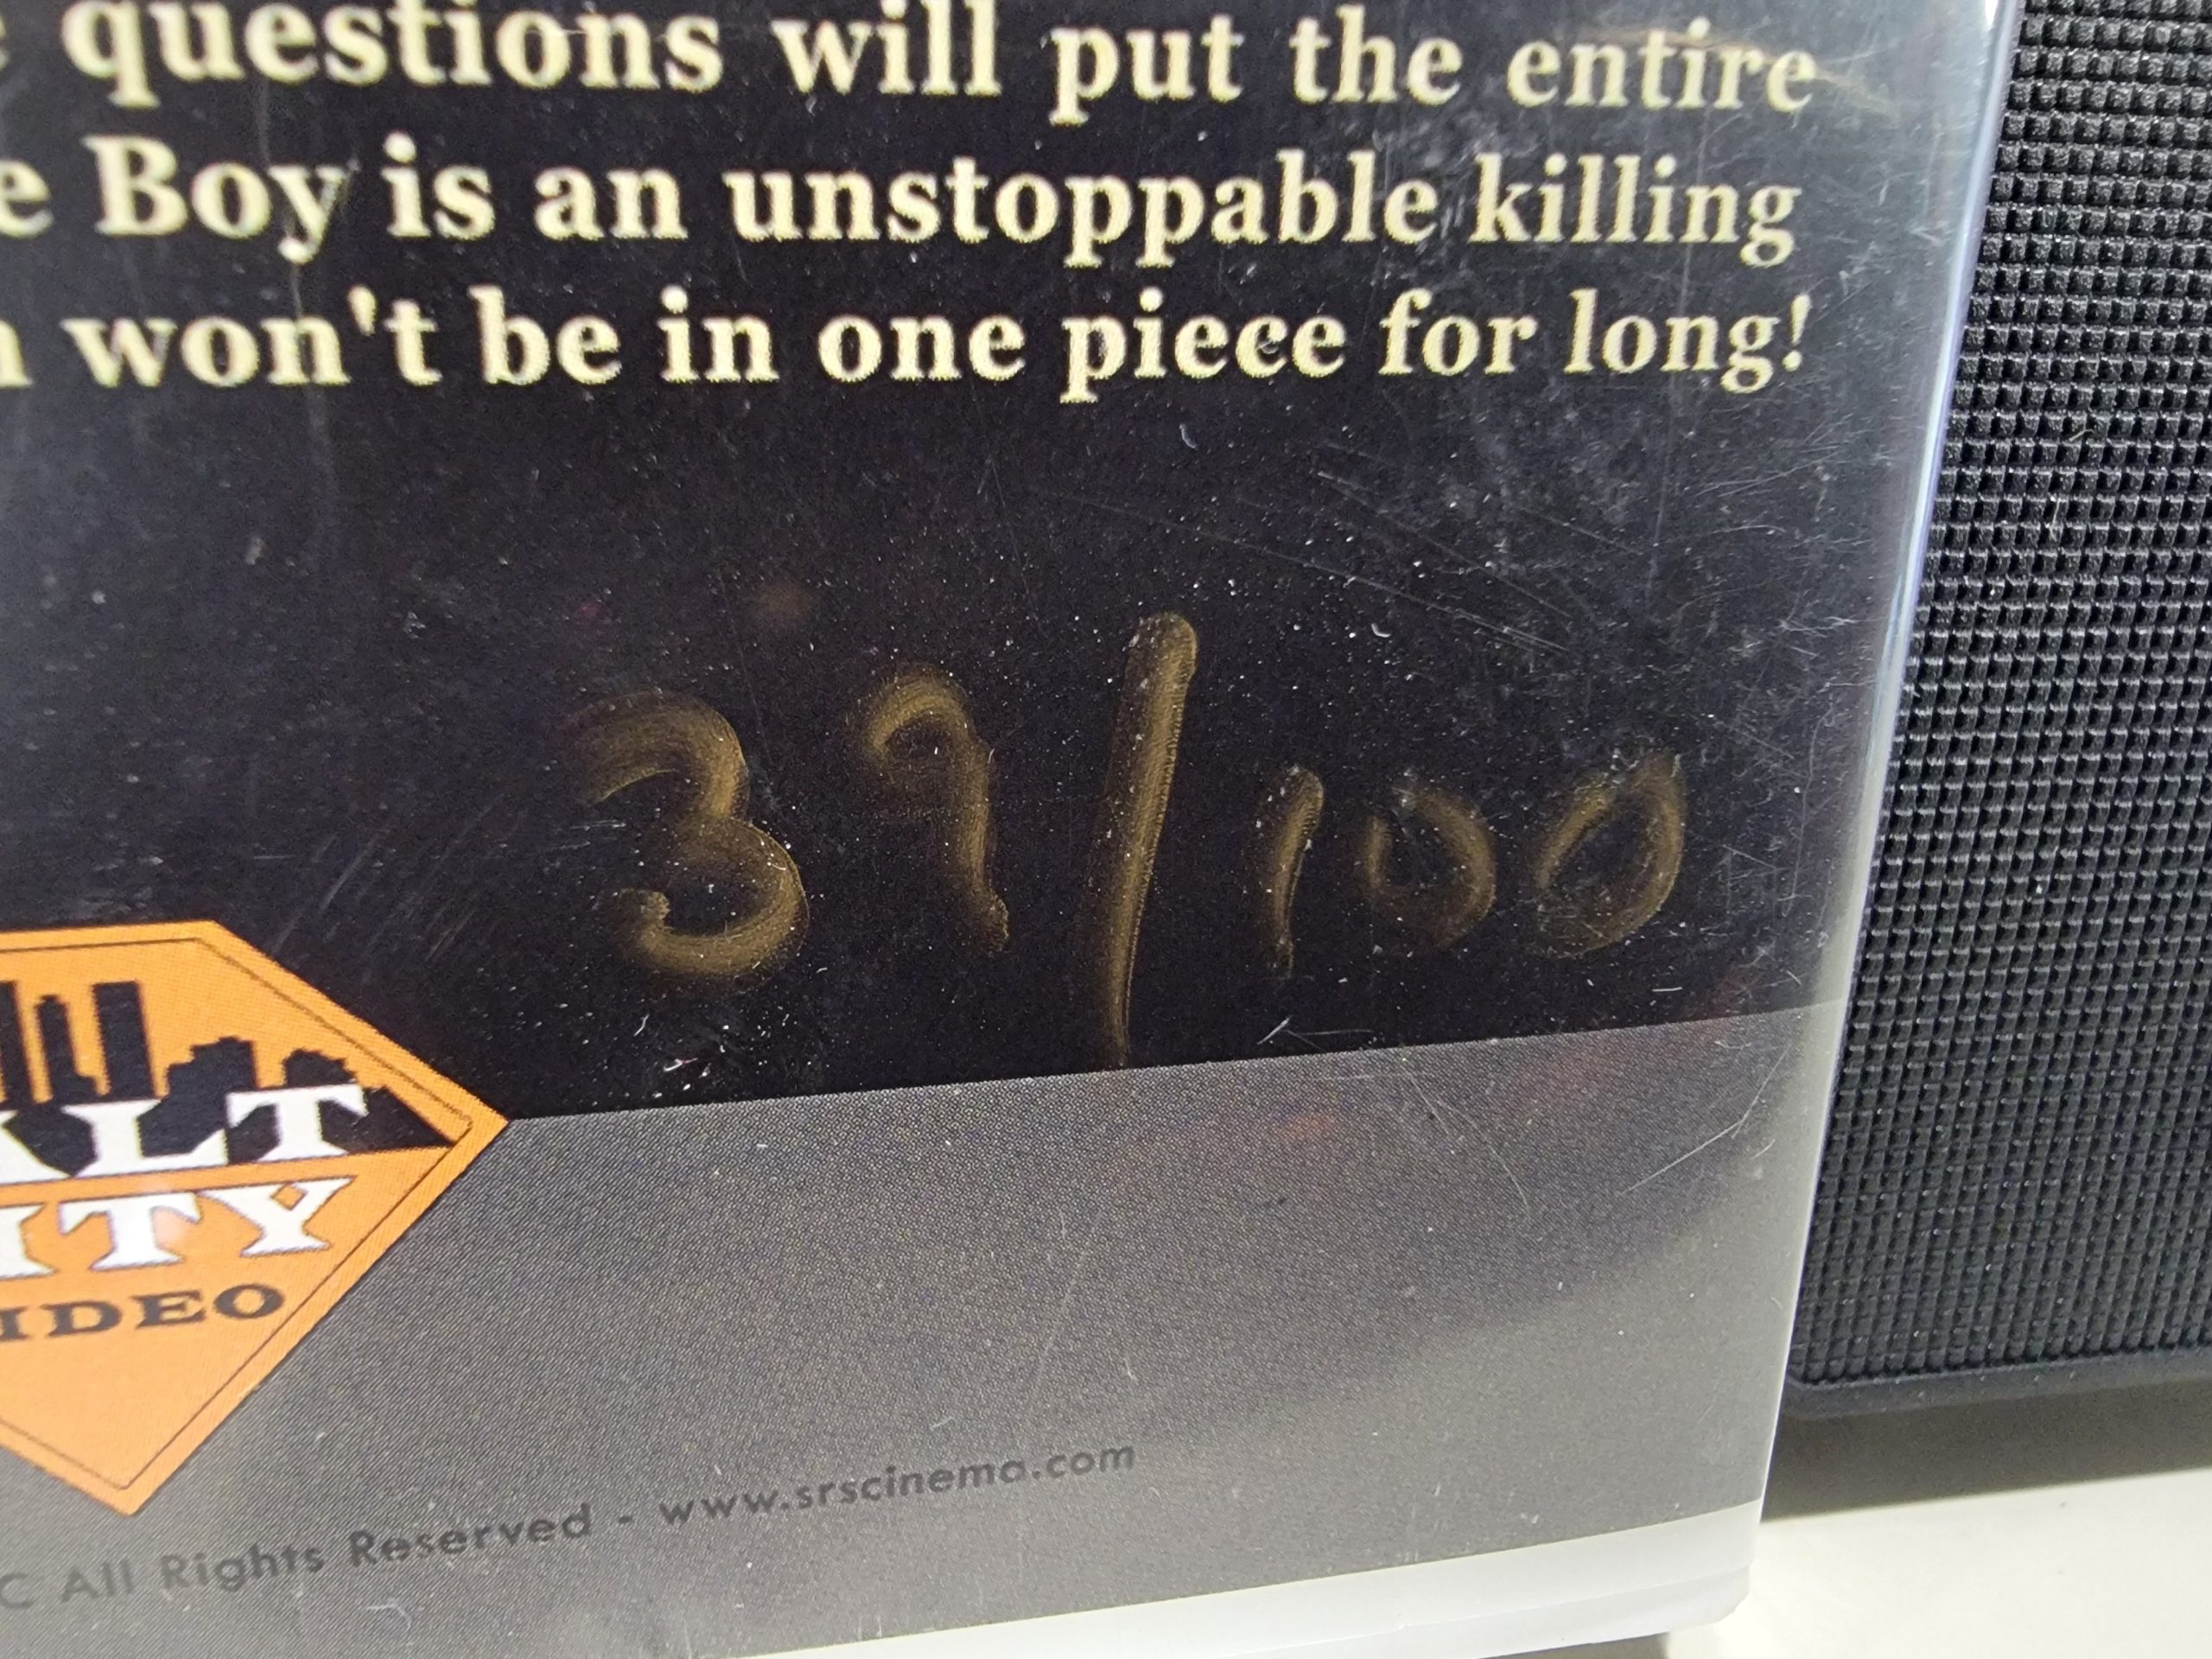 questions will put the entire
e Boy is an unstoppable killing
won't be in one piece for long!
39/100
ALT
ITY
IDEO
C All Rights Reserved - www.srscinema.com